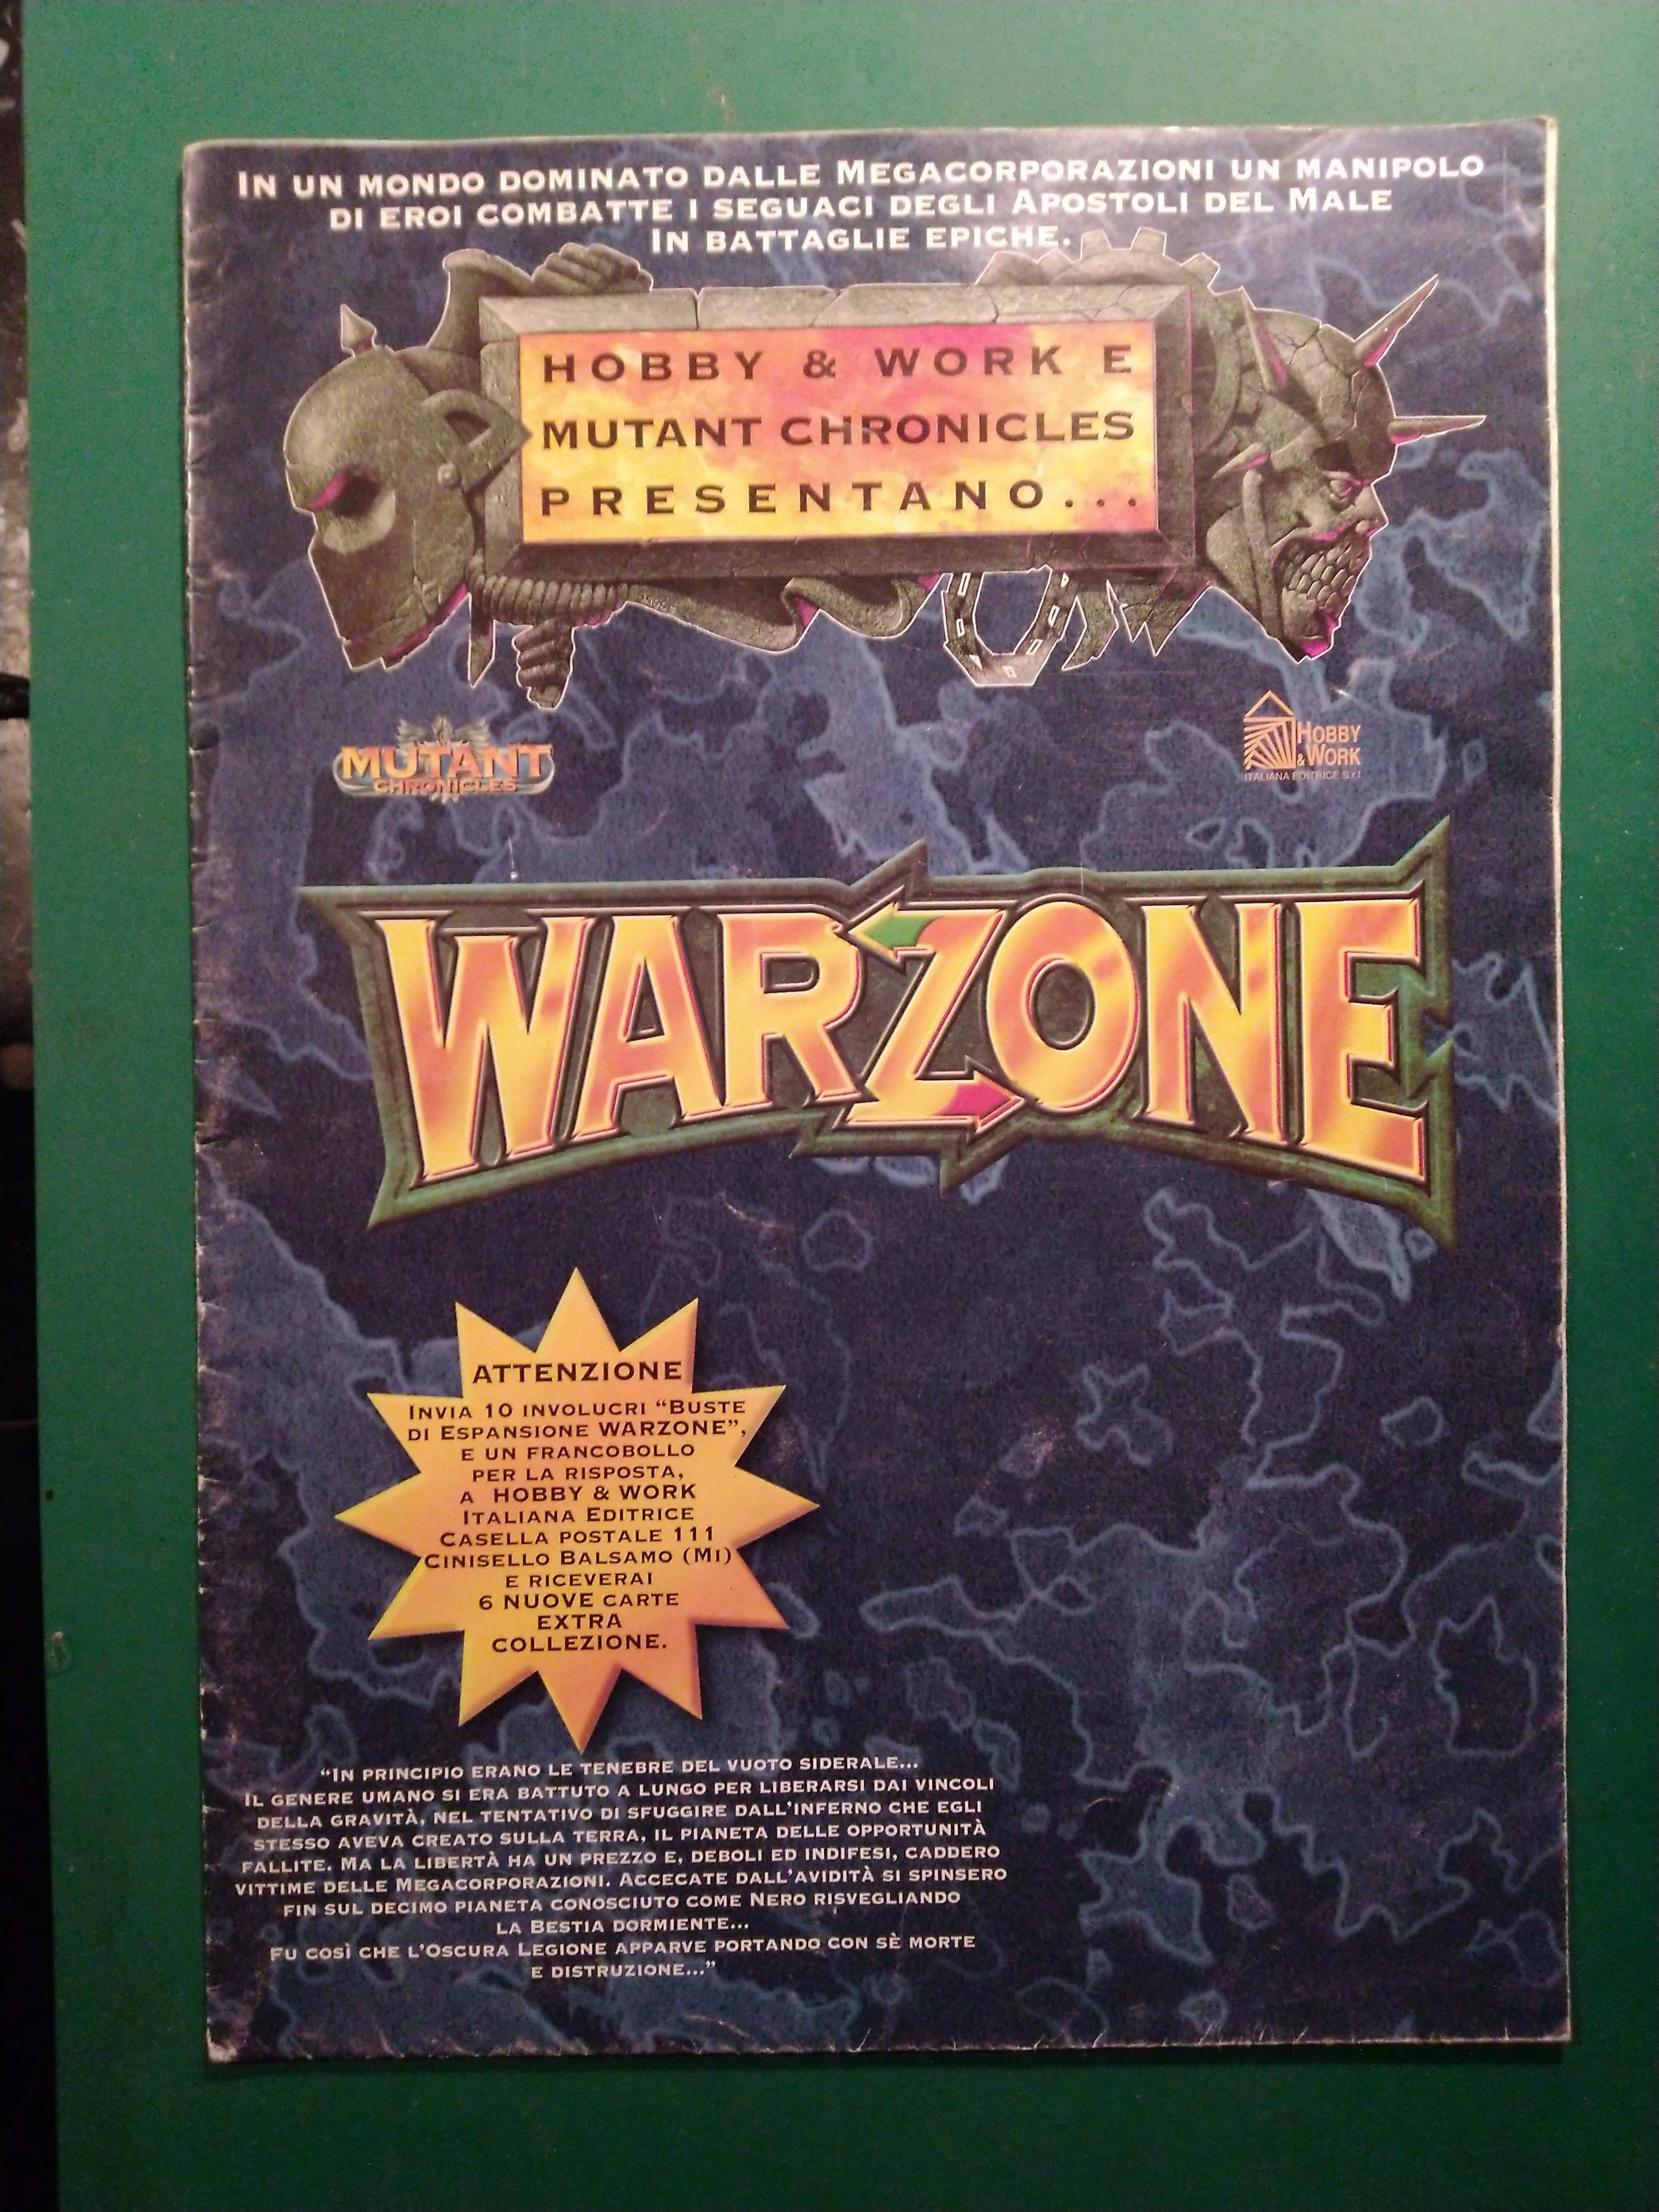 IN UN MONDO DOMINATO DALLE MEGACORPORAZIONI UN MANIPOLO
DI EROI COMBATTE I SEGUACI DEGLI APOSTOLI DEL MALE
IN BATTAGLIE EPICHE.
HOBBY & WORK E
MUTANT CHRONICLES
PRESENTANO...
MUTANT
CHRONICLES
HOBBY
& WORK
ITALIANA EDITRICE S.r.l
WARZONE
ATTENZIONE
INVIA 10 INVOLUCRI “BUSTE
DI ESPANSIONE WARZONE”,
E UN FRANCOBOLLO
PER LA RISPOSTA,
A HOBBY & WORK
ITALIANA EDITRICE
CASELLA POSTALE 111
CINISELLO BALSAMO (MI)
E RICEVERAI
6 NUOVE CARTE
EXTRA
COLLEZIONE.
“IN PRINCIPIO ERANO LE TENEBRE DEL VUOTO SIDERALE...
IL GENERE UMANO SI ERA BATTUTO A LUNGO PER LIBERARSI DAI VINCOLI
DELLA GRAVITÀ, NEL TENTATIVO DI SFUGGIRE DALL’INFERNO CHE EGLI
STESSO AVEVA CREATO SULLA TERRA, IL PIANETA DELLE OPPORTUNITÀ
FALLITE. MA LA LIBERTÀ HA UN PREZZO E, DEBOLI ED INDIFESI, CADDERO
VITTIME DELLE MEGACORPORAZIONI. ACCECATE DALL’AVIDITÀ SI SPINSERO
FIN SUL DECIMO PIANETA CONOSCIUTO COME NERO RISVEGLIANDO
LA BESTIA DORMIENTE...
FU COSÌ CHE L’OSCURA LEGIONE APPARVE PORTANDO CON SÈ MORTE
E DISTRUZIONE...”